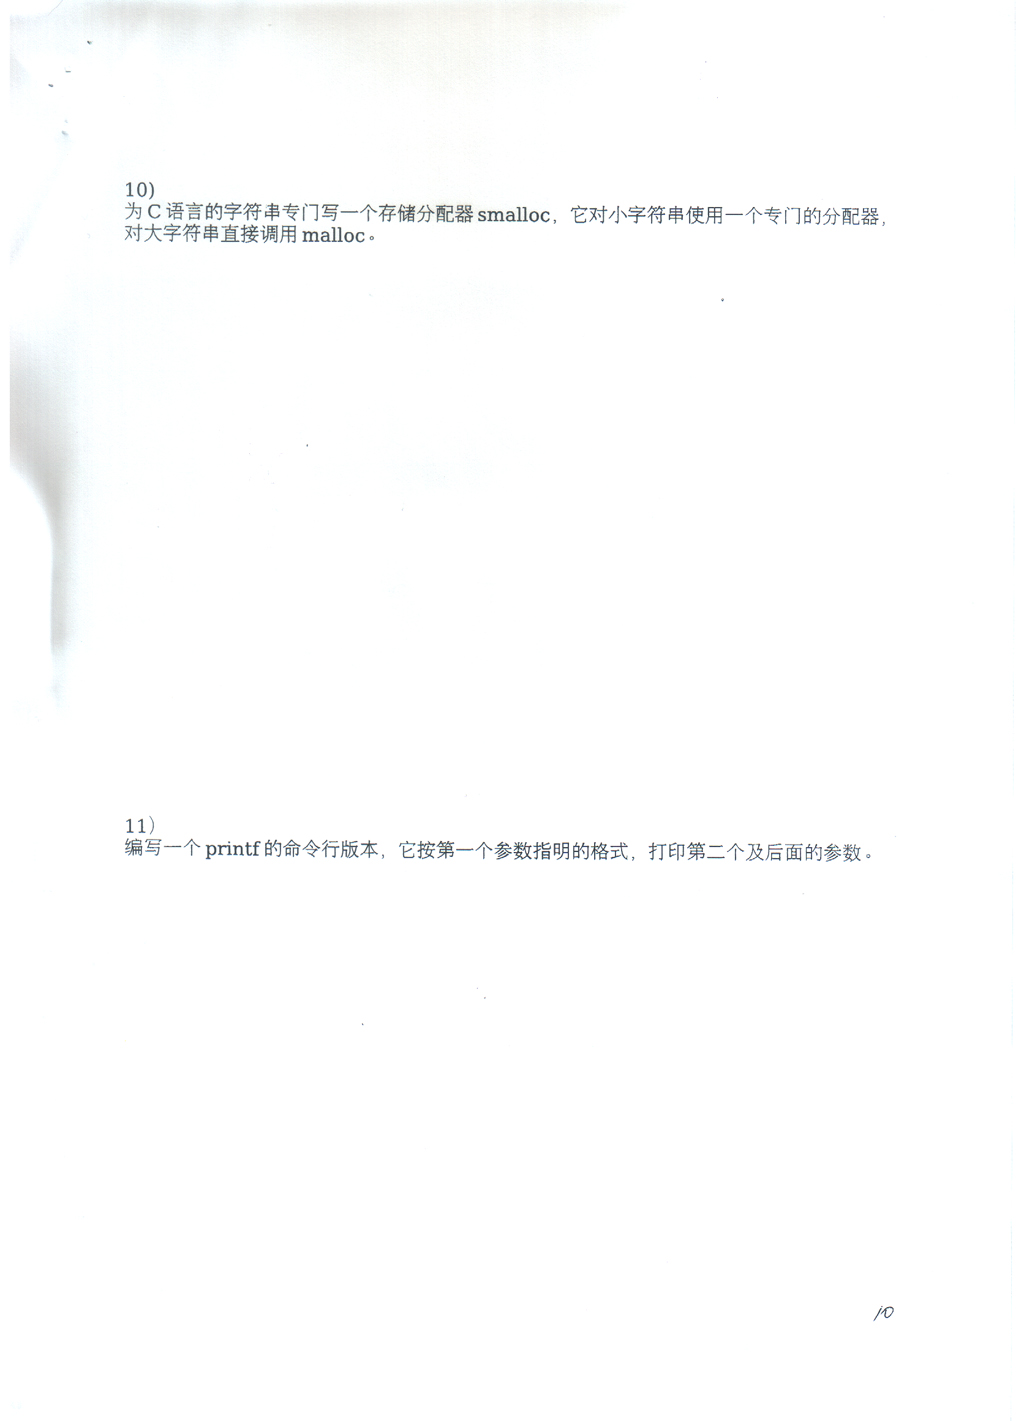 10)
为 C 语言的字符串专门写一个存储分配器 smalloc，它对小字符串使用一个专门的分配器，
对大字符串直接调用 malloc。
11)
编写一个 printf 的命令行版本，它按第一个参数指明的格式，打印第二个及后面的参数。
10